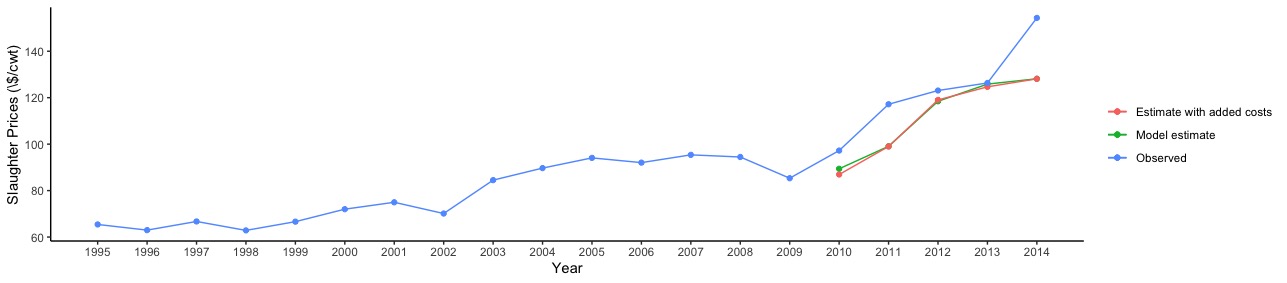 Slaughter Prices (\$/cwt)
140
120
100
80
60
1995 1996 1997 1998 1999 2000 2001 2002 2003 2004 2005 2006 2007 2008 2009 2010 2011 2012 2013 2014
Year
Estimate with added costs
Model estimate
Observed